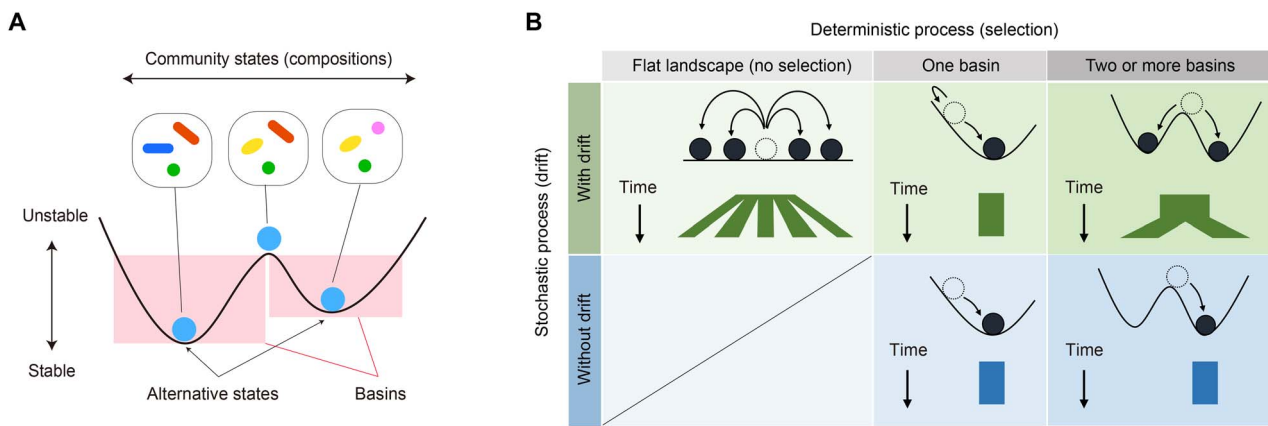 A
Community states (compositions)
Unstable
Stable
Alternative states
Basins
B
Deterministic process (selection)
Flat landscape (no selection)
One basin
Two or more basins
Stochastic process (drift)
With drift
Time
Time
Time
Without drift
Time
Time